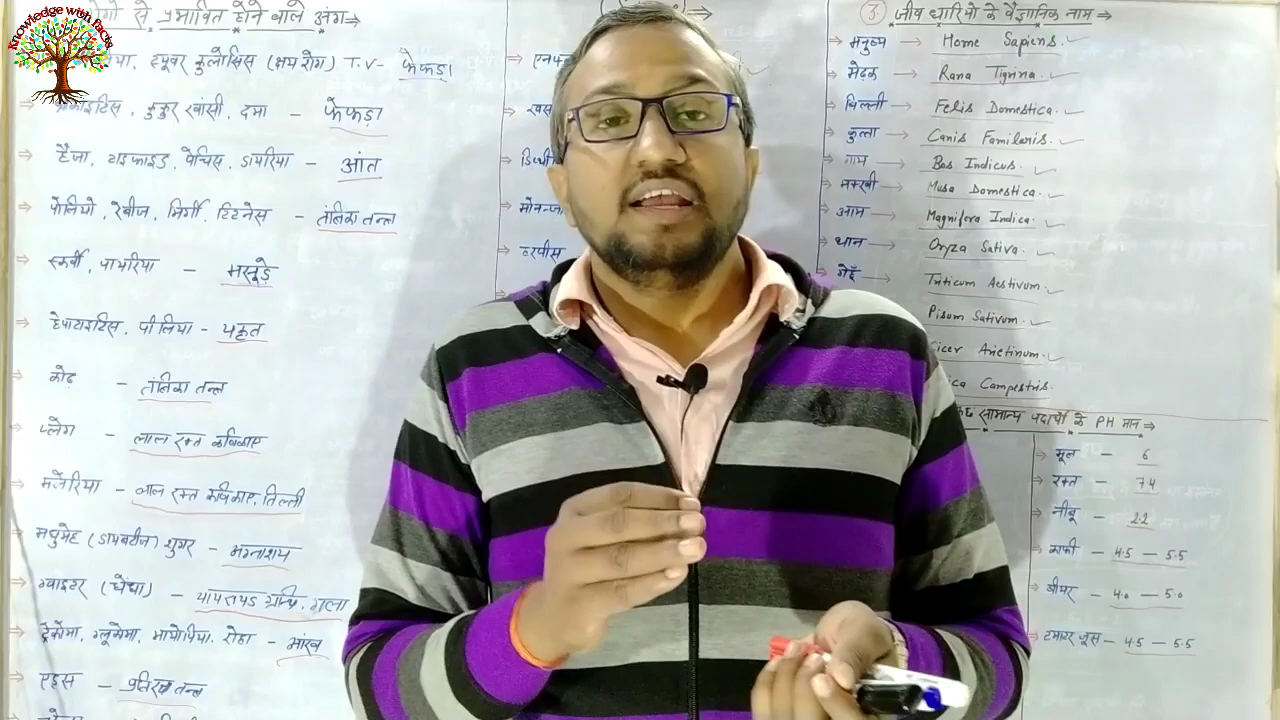 Knowledge with facts
रोगों से प्रभावित होने वाले अंग⇒
ट्यूबर कुलोसिस (क्षय रोग) T.V- फेफड़ा
कुकुर खांसी, दमा - फेफड़ा
⇒ हैजा, टाइफाइड, पेचिस, डायरिया - आंत
⇒ पोलियो, रेबीज, मिर्गी, टिटनेस - तंत्रिका तन्त्र
⇒ स्कर्वी, पायरिया - मसूड़े
⇒ हेपाटाइटिस, पीलिया - यकृत
⇒ कोढ - तंत्रिका तन्त्र
⇒ प्लेग - लाल रक्त कणिकाए
⇒ मलेरिया - लाल रक्त कणिकाए, तिल्ली
⇒ मधुमेह (डायबटीज) शुगर - अग्नाशय
⇒ ग्वाइटर (घेंघा) - थायरायड ग्रन्थि, गला
⇒ ट्रेकोमा, ग्लूकोमा, मायोपिया, रोहा - आंख
⇒ एड्स - प्रतिरक्षा तन्त्र
③ जीव धारियो के वैज्ञानिक नाम ⇒
⇒ मनुष्य → Home Sapiens
⇒ मेढक → Rana Tigrina
⇒ बिल्ली → Felis Domestica
⇒ कुत्ता → Canis Familaris
⇒ गाय → Bos Indicus
⇒ मक्खी → Musa Domestica
⇒ आम → Magnifera Indica
⇒ धान → Oryza Sativa
⇒ गेहूँ → Triticum Aestivum
Pisum Sativum
Cicer Arietinum
Campestris
सामान्य पदार्थो के PH मान ⇒
⇒ मूत्र - 6
⇒ रक्त - 7.4
⇒ नीबू - 2.2
⇒ काफी - 4.5 - 5.5
⇒ बीयर - 4.0 - 5.0
⇒ टमाटर जूस - 4.5 - 5.5